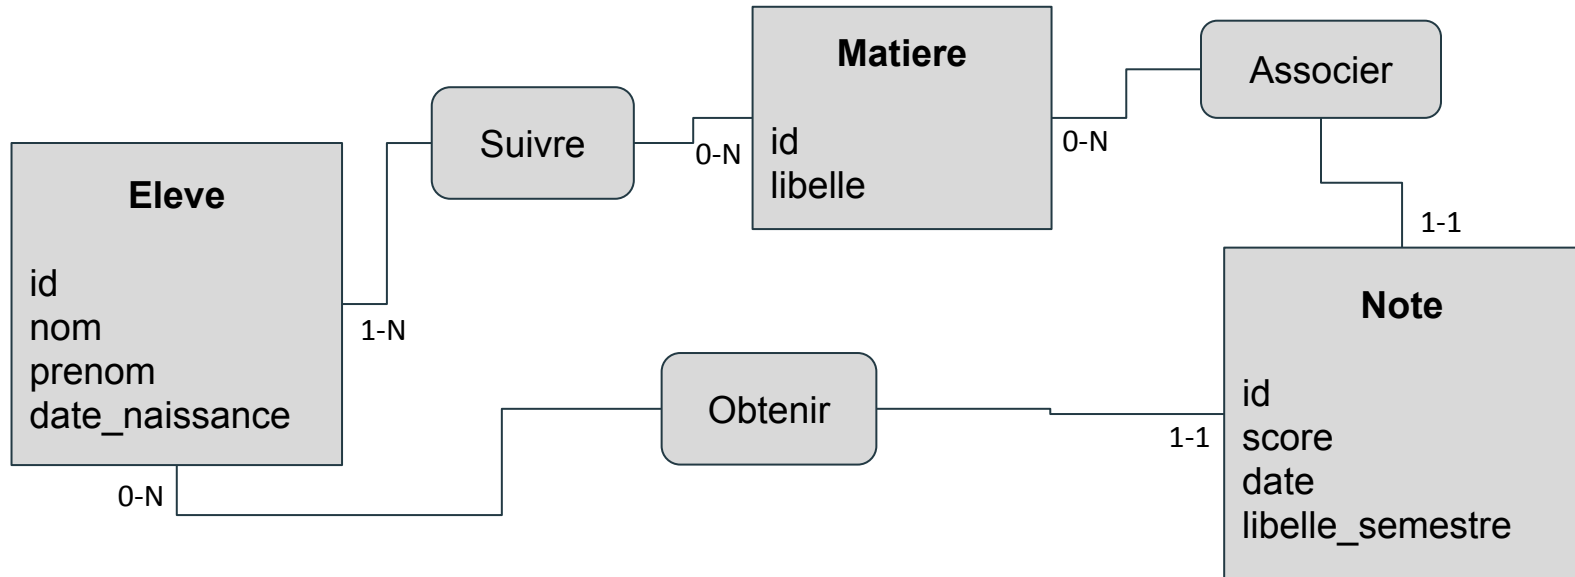 Eleve
id
nom
prenom
date_naissance
1-N
0-N
Suivre
0-N
Matiere
id
libelle
0-N
Associer
1-1
Obtenir
1-1
Note
id
score
date
libelle_semestre